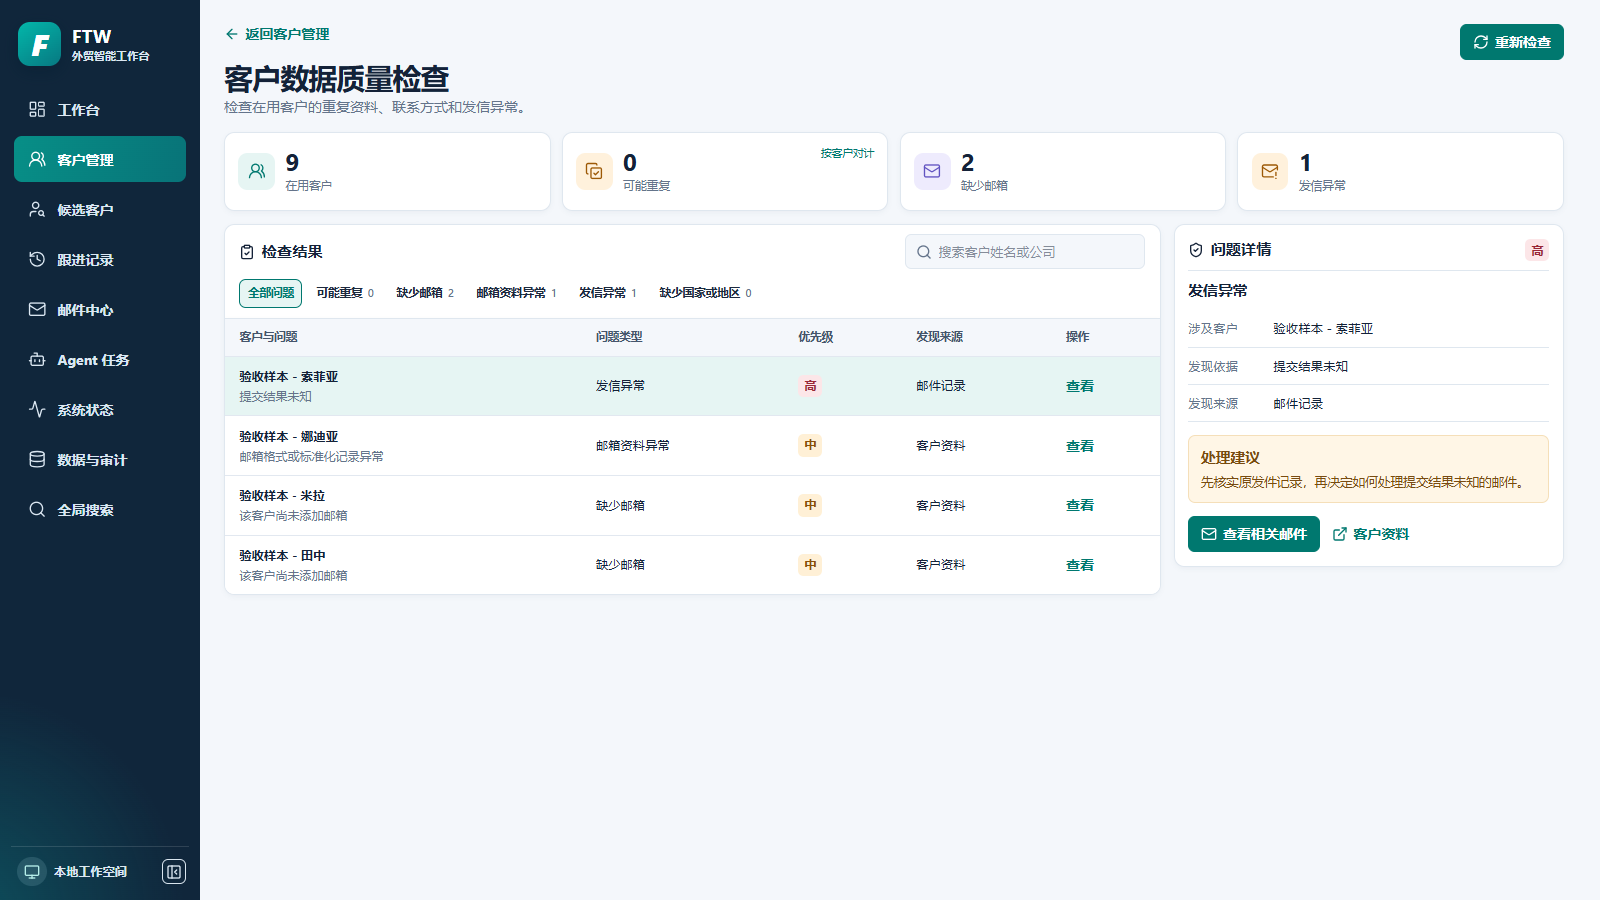 F
FTW
外贸智能工作台
工作台
客户管理
候选客户
跟进记录
邮件中心
Agent 任务
系统状态
数据与审计
全局搜索
本地工作空间
返回客户管理
客户数据质量检查
检查在用客户的重复资料、联系方式和发信异常。
重新检查
9
在用客户
0
可能重复
按客户对计
2
缺少邮箱
1
发信异常
检查结果
搜索客户姓名或公司
全部问题 可能重复 0 缺少邮箱 2 邮箱资料异常 1 发信异常 1 缺少国家或地区 0
客户与问题 问题类型 优先级 发现来源 操作
验收样本 - 索菲亚
提交结果未知
发信异常 高 邮件记录 查看
验收样本 - 娜迪亚
邮箱格式或标准化记录异常
邮箱资料异常 中 客户资料 查看
验收样本 - 米拉
该客户尚未添加邮箱
缺少邮箱 中 客户资料 查看
验收样本 - 田中
该客户尚未添加邮箱
缺少邮箱 中 客户资料 查看
问题详情 高
发信异常
涉及客户 验收样本 - 索菲亚
发现依据 提交结果未知
发现来源 邮件记录
处理建议
先核实原发件记录，再决定如何处理提交结果未知的邮件。
查看相关邮件 客户资料